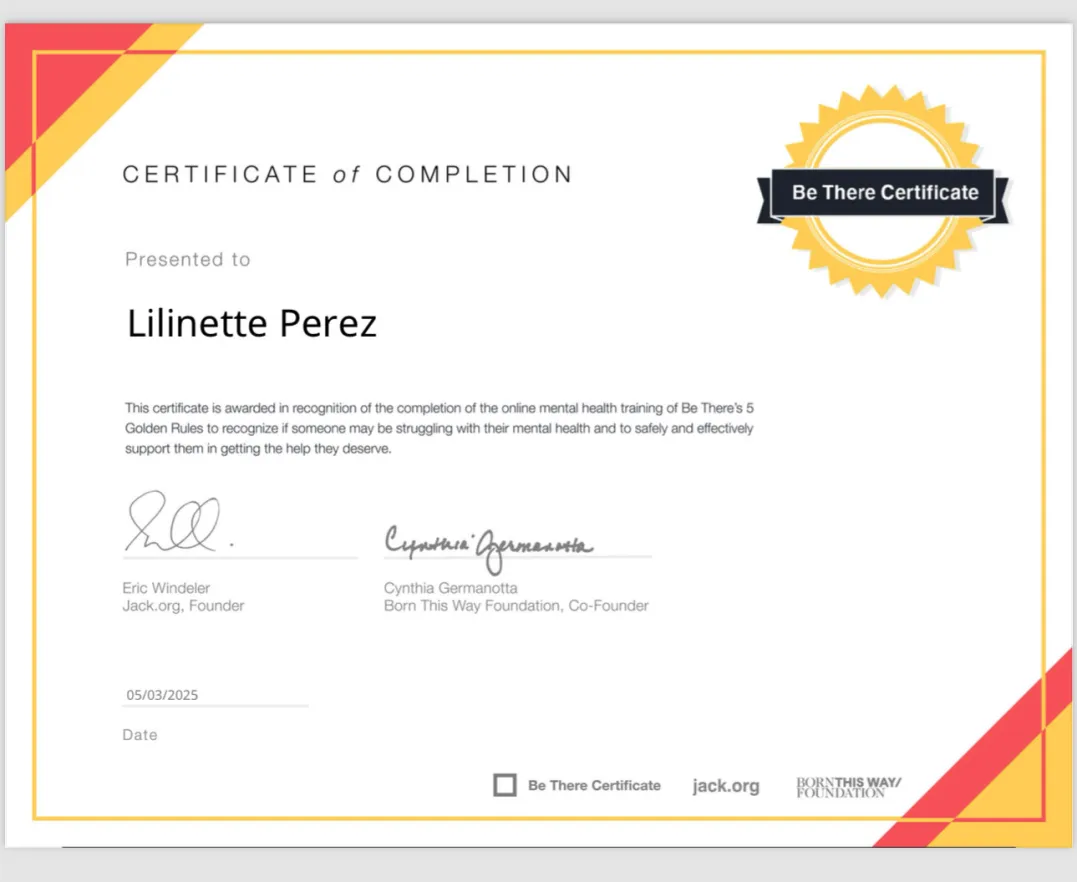 CERTIFICATE of COMPLETION
Be There Certificate
Presented to
Lilinette Perez
This certificate is awarded in recognition of the completion of the online mental health training of Be There's 5
Golden Rules to recognize if someone may be struggling with their mental health and to safely and effectively
support them in getting the help they deserve.
Cynthia Germanotta
Eric Windeler
Jack.org, Founder
Cynthia Germanotta
Born This Way Foundation, Co-Founder
05/03/2025
Date
Be There Certificate
jack.org
BORNTHIS WAY/
FOUNDATION